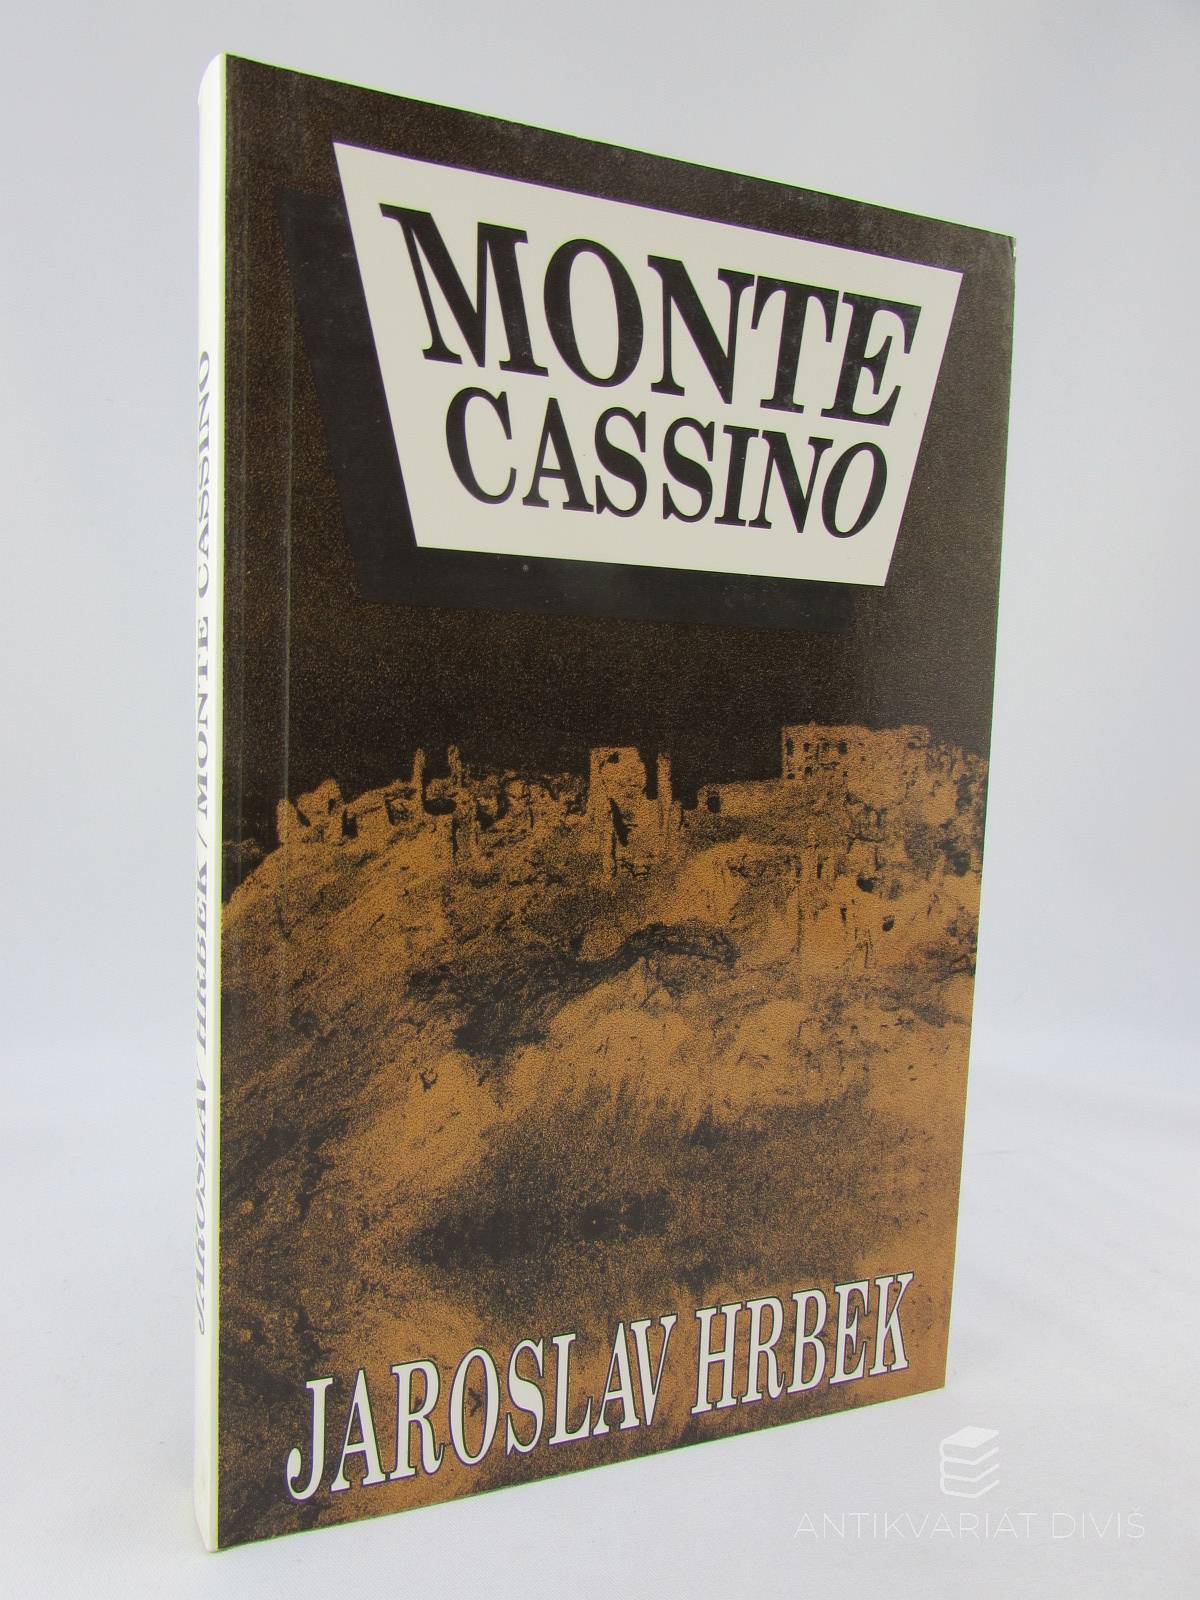 MONTE
CASSINO
JAROSLAV HRBEK
JAROSLAV HRBEK / MONTE CASSINO
ANTIKVARIÁT DIVIŠ